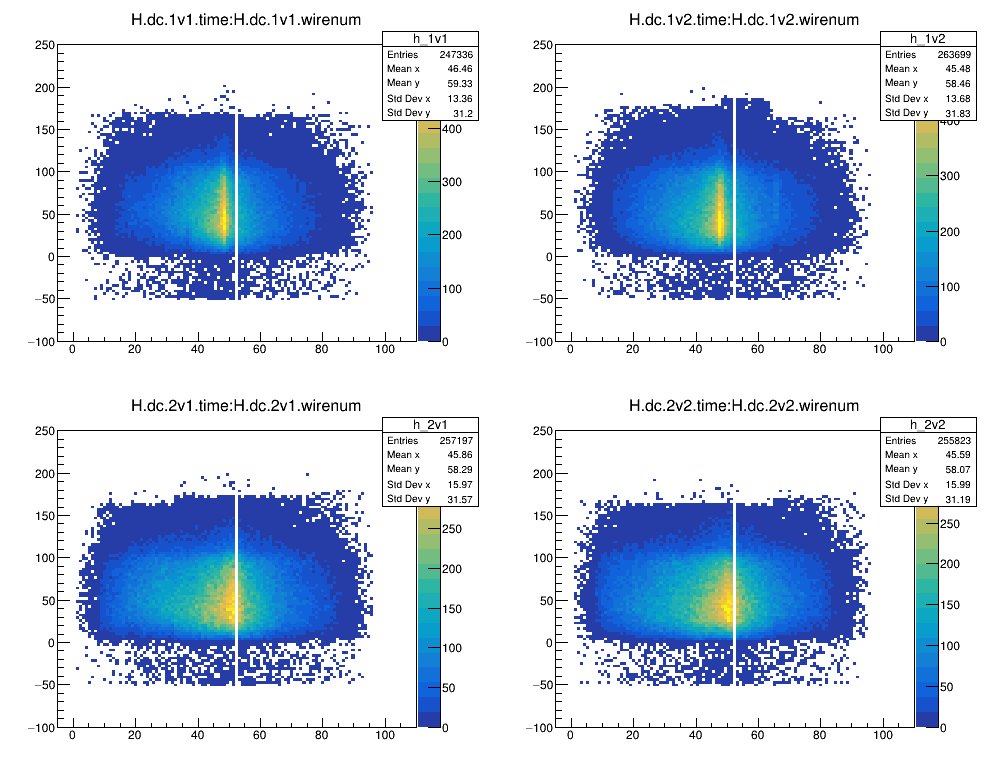 H.dc.1v1.time:H.dc.1v1.wirenum
h_1v1
Entries 247336
Mean x 46.46
Mean y 59.33
Std Dev x 13.36
Std Dev y 31.2
250
200
150
100
50
0
−50
−100
0 20 40 60 80 100
400
300
200
100
0
H.dc.1v2.time:H.dc.1v2.wirenum
h_1v2
Entries 263699
Mean x 45.48
Mean y 58.46
Std Dev x 13.68
Std Dev y 31.83
250
200
150
100
50
0
−50
−100
0 20 40 60 80 100
400
300
200
100
0
H.dc.2v1.time:H.dc.2v1.wirenum
h_2v1
Entries 257197
Mean x 45.86
Mean y 58.29
Std Dev x 15.97
Std Dev y 31.57
250
200
150
100
50
0
−50
−100
0 20 40 60 80 100
250
200
150
100
50
0
H.dc.2v2.time:H.dc.2v2.wirenum
h_2v2
Entries 255823
Mean x 45.59
Mean y 58.07
Std Dev x 15.99
Std Dev y 31.19
250
200
150
100
50
0
−50
−100
0 20 40 60 80 100
250
200
150
100
50
0